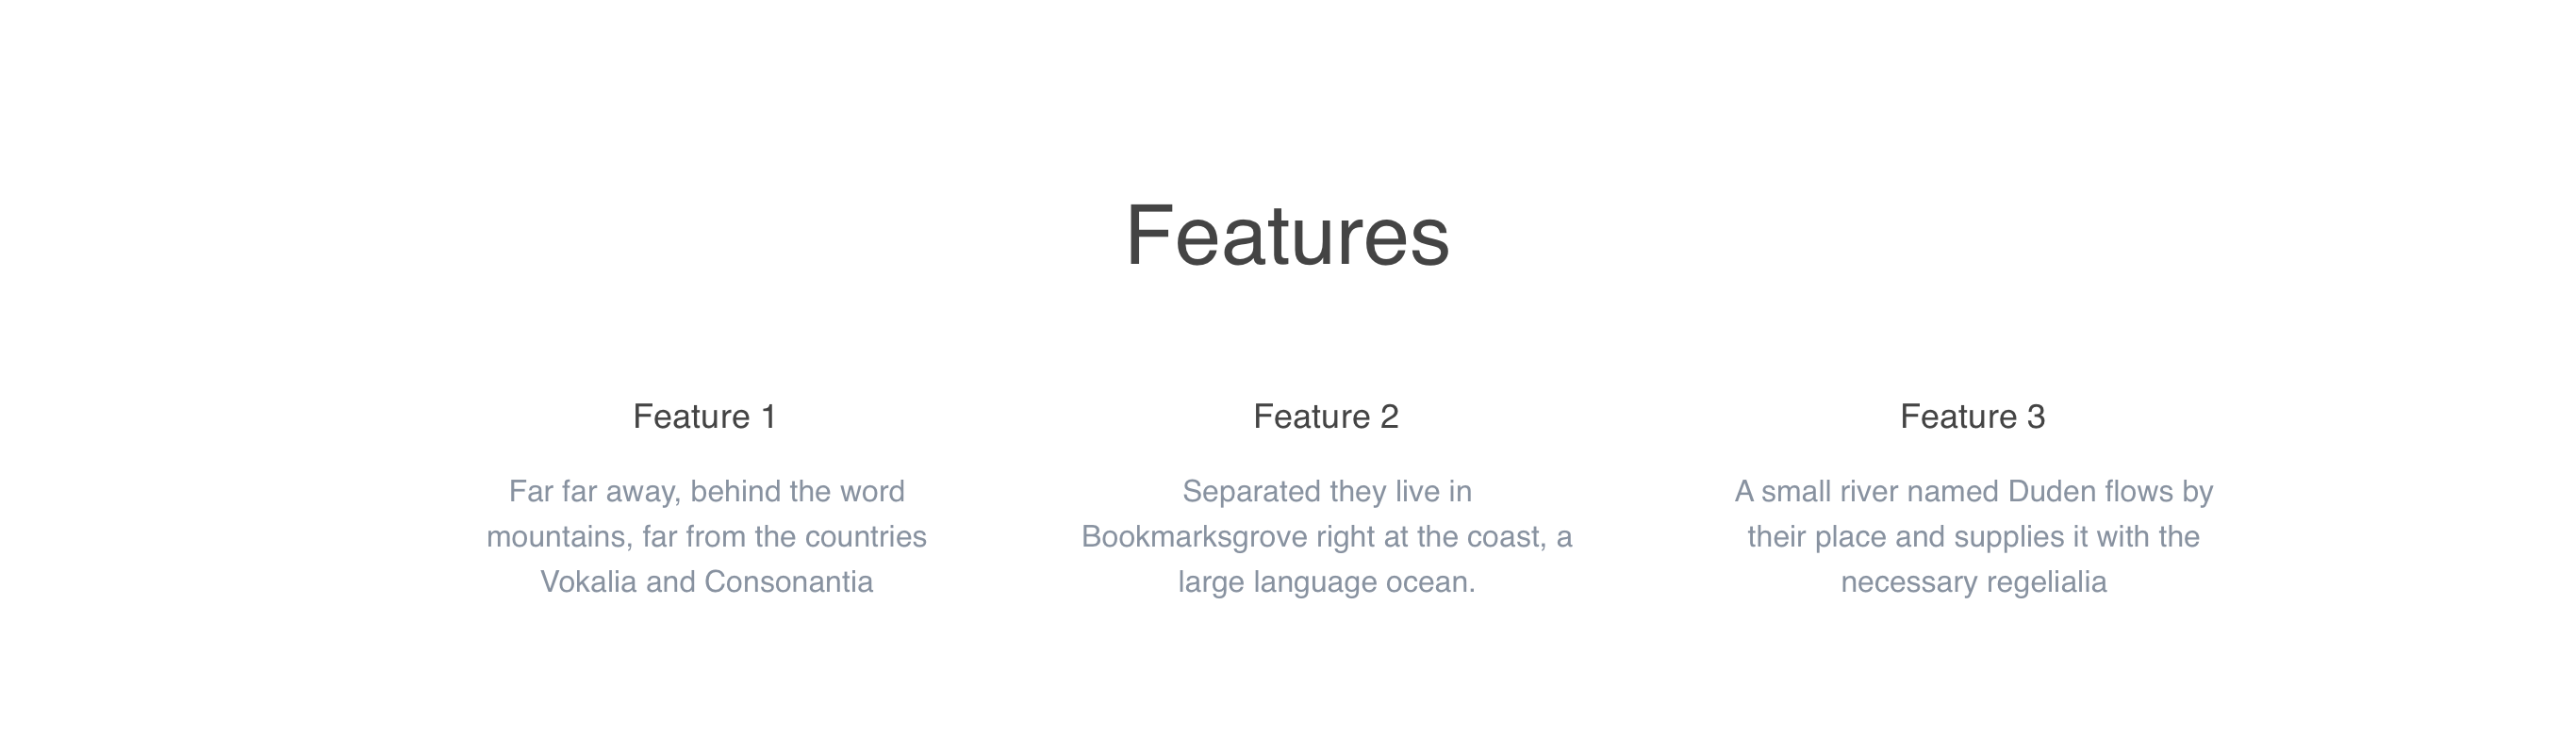 Features
Feature 1
Far far away, behind the word
mountains, far from the countries
Vokalia and Consonantia
Feature 2
Separated they live in
Bookmarksgrove right at the coast, a
large language ocean.
Feature 3
A small river named Duden flows by
their place and supplies it with the
necessary regelialia